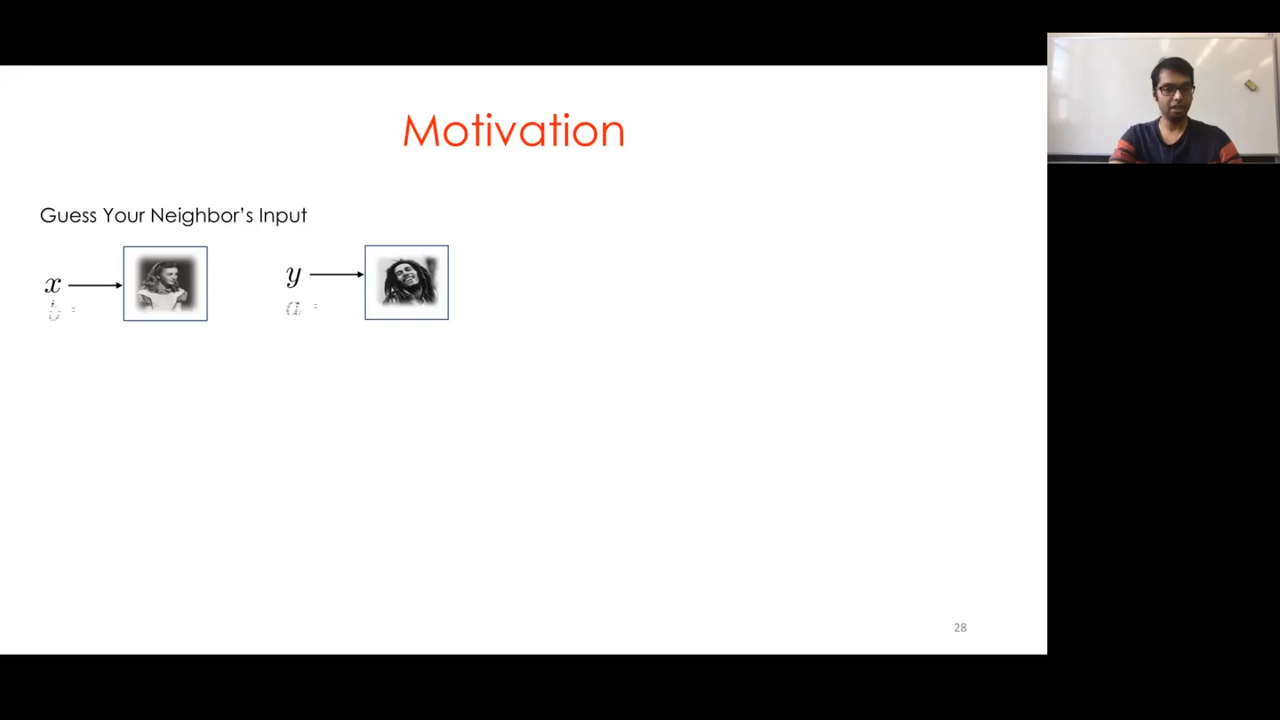 Motivation
Guess Your Neighbor's Input
x y
b = a =
28